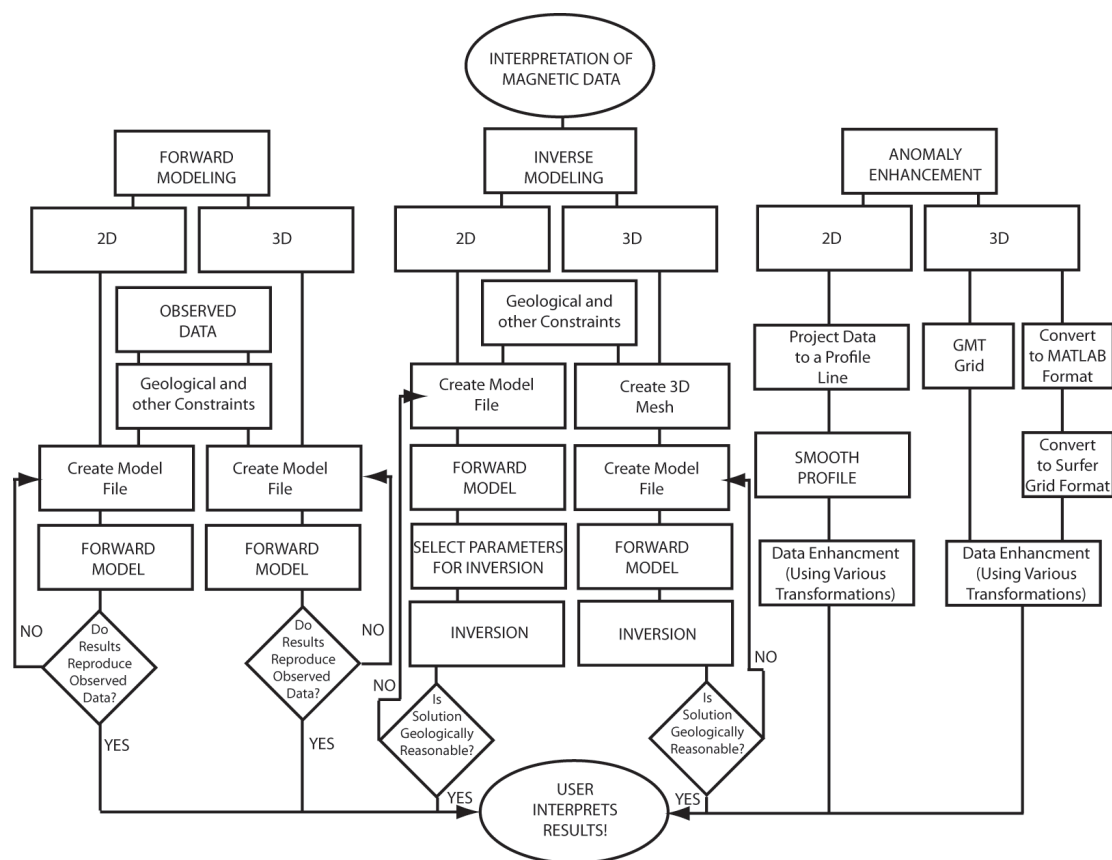 INTERPRETATION OF
MAGNETIC DATA
FORWARD
MODELING
2D
3D
OBSERVED
DATA
Geological and
other Constraints
Create Model
File
Create Model
File
FORWARD
MODEL
FORWARD
MODEL
NO
Do
Results
Reproduce
Observed
Data?
YES
NO
Do
Results
Reproduce
Observed
Data?
YES
INVERSE
MODELING
2D
3D
Geological and
other Constraints
Create Model
File
FORWARD
MODEL
SELECT PARAMETERS
FOR INVERSION
INVERSION
NO
Is
Solution
Geologically
Reasonable?
YES
Create 3D
Mesh
Create Model
File
FORWARD
MODEL
INVERSION
NO
Is
Solution
Geologically
Reasonable?
YES
ANOMALY
ENHANCEMENT
2D
3D
Project Data
to a Profile
Line
SMOOTH
PROFILE
Data Enhancment
(Using Various
Transformations)
GMT
Grid
Convert
to MATLAB
Format
Convert
to Surfer
Grid Format
Data Enhancment
(Using Various
Transformations)
USER
INTERPRETS
RESULTS!